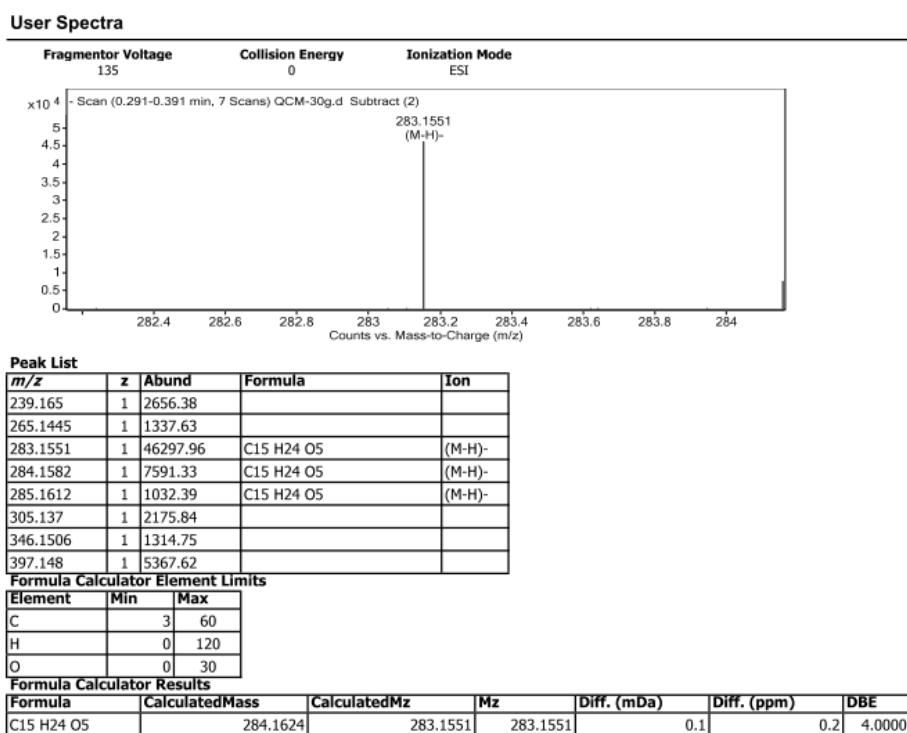 User Spectra
Fragmentor Voltage Collision Energy Ionization Mode
135 0 ESI
x10 4 - Scan (0.291-0.391 min, 7 Scans) QCM-30g.d Subtract (2)
283.1551
(M-H)-
5
4.5
4
3.5
3
2.5
2
1.5
1
0.5
0
282.4 282.6 282.8 283 283.2 283.4 283.6 283.8 284
Counts vs. Mass-to-Charge (m/z)
Peak List
m/z z Abund Formula Ion
239.165 1 2656.38
265.1445 1 1337.63
283.1551 1 46297.96 C15 H24 O5 (M-H)-
284.1582 1 7591.33 C15 H24 O5 (M-H)-
285.1612 1 1032.39 C15 H24 O5 (M-H)-
305.137 1 2175.84
346.1506 1 1314.75
397.148 1 5367.62
Formula Calculator Element Limits
Element Min Max
C 3 60
H 0 120
O 0 30
Formula Calculator Results
Formula CalculatedMass CalculatedMz Mz Diff. (mDa) Diff. (ppm) DBE
C15 H24 O5 284.1624 283.1551 283.1551 0.1 0.2 4.0000